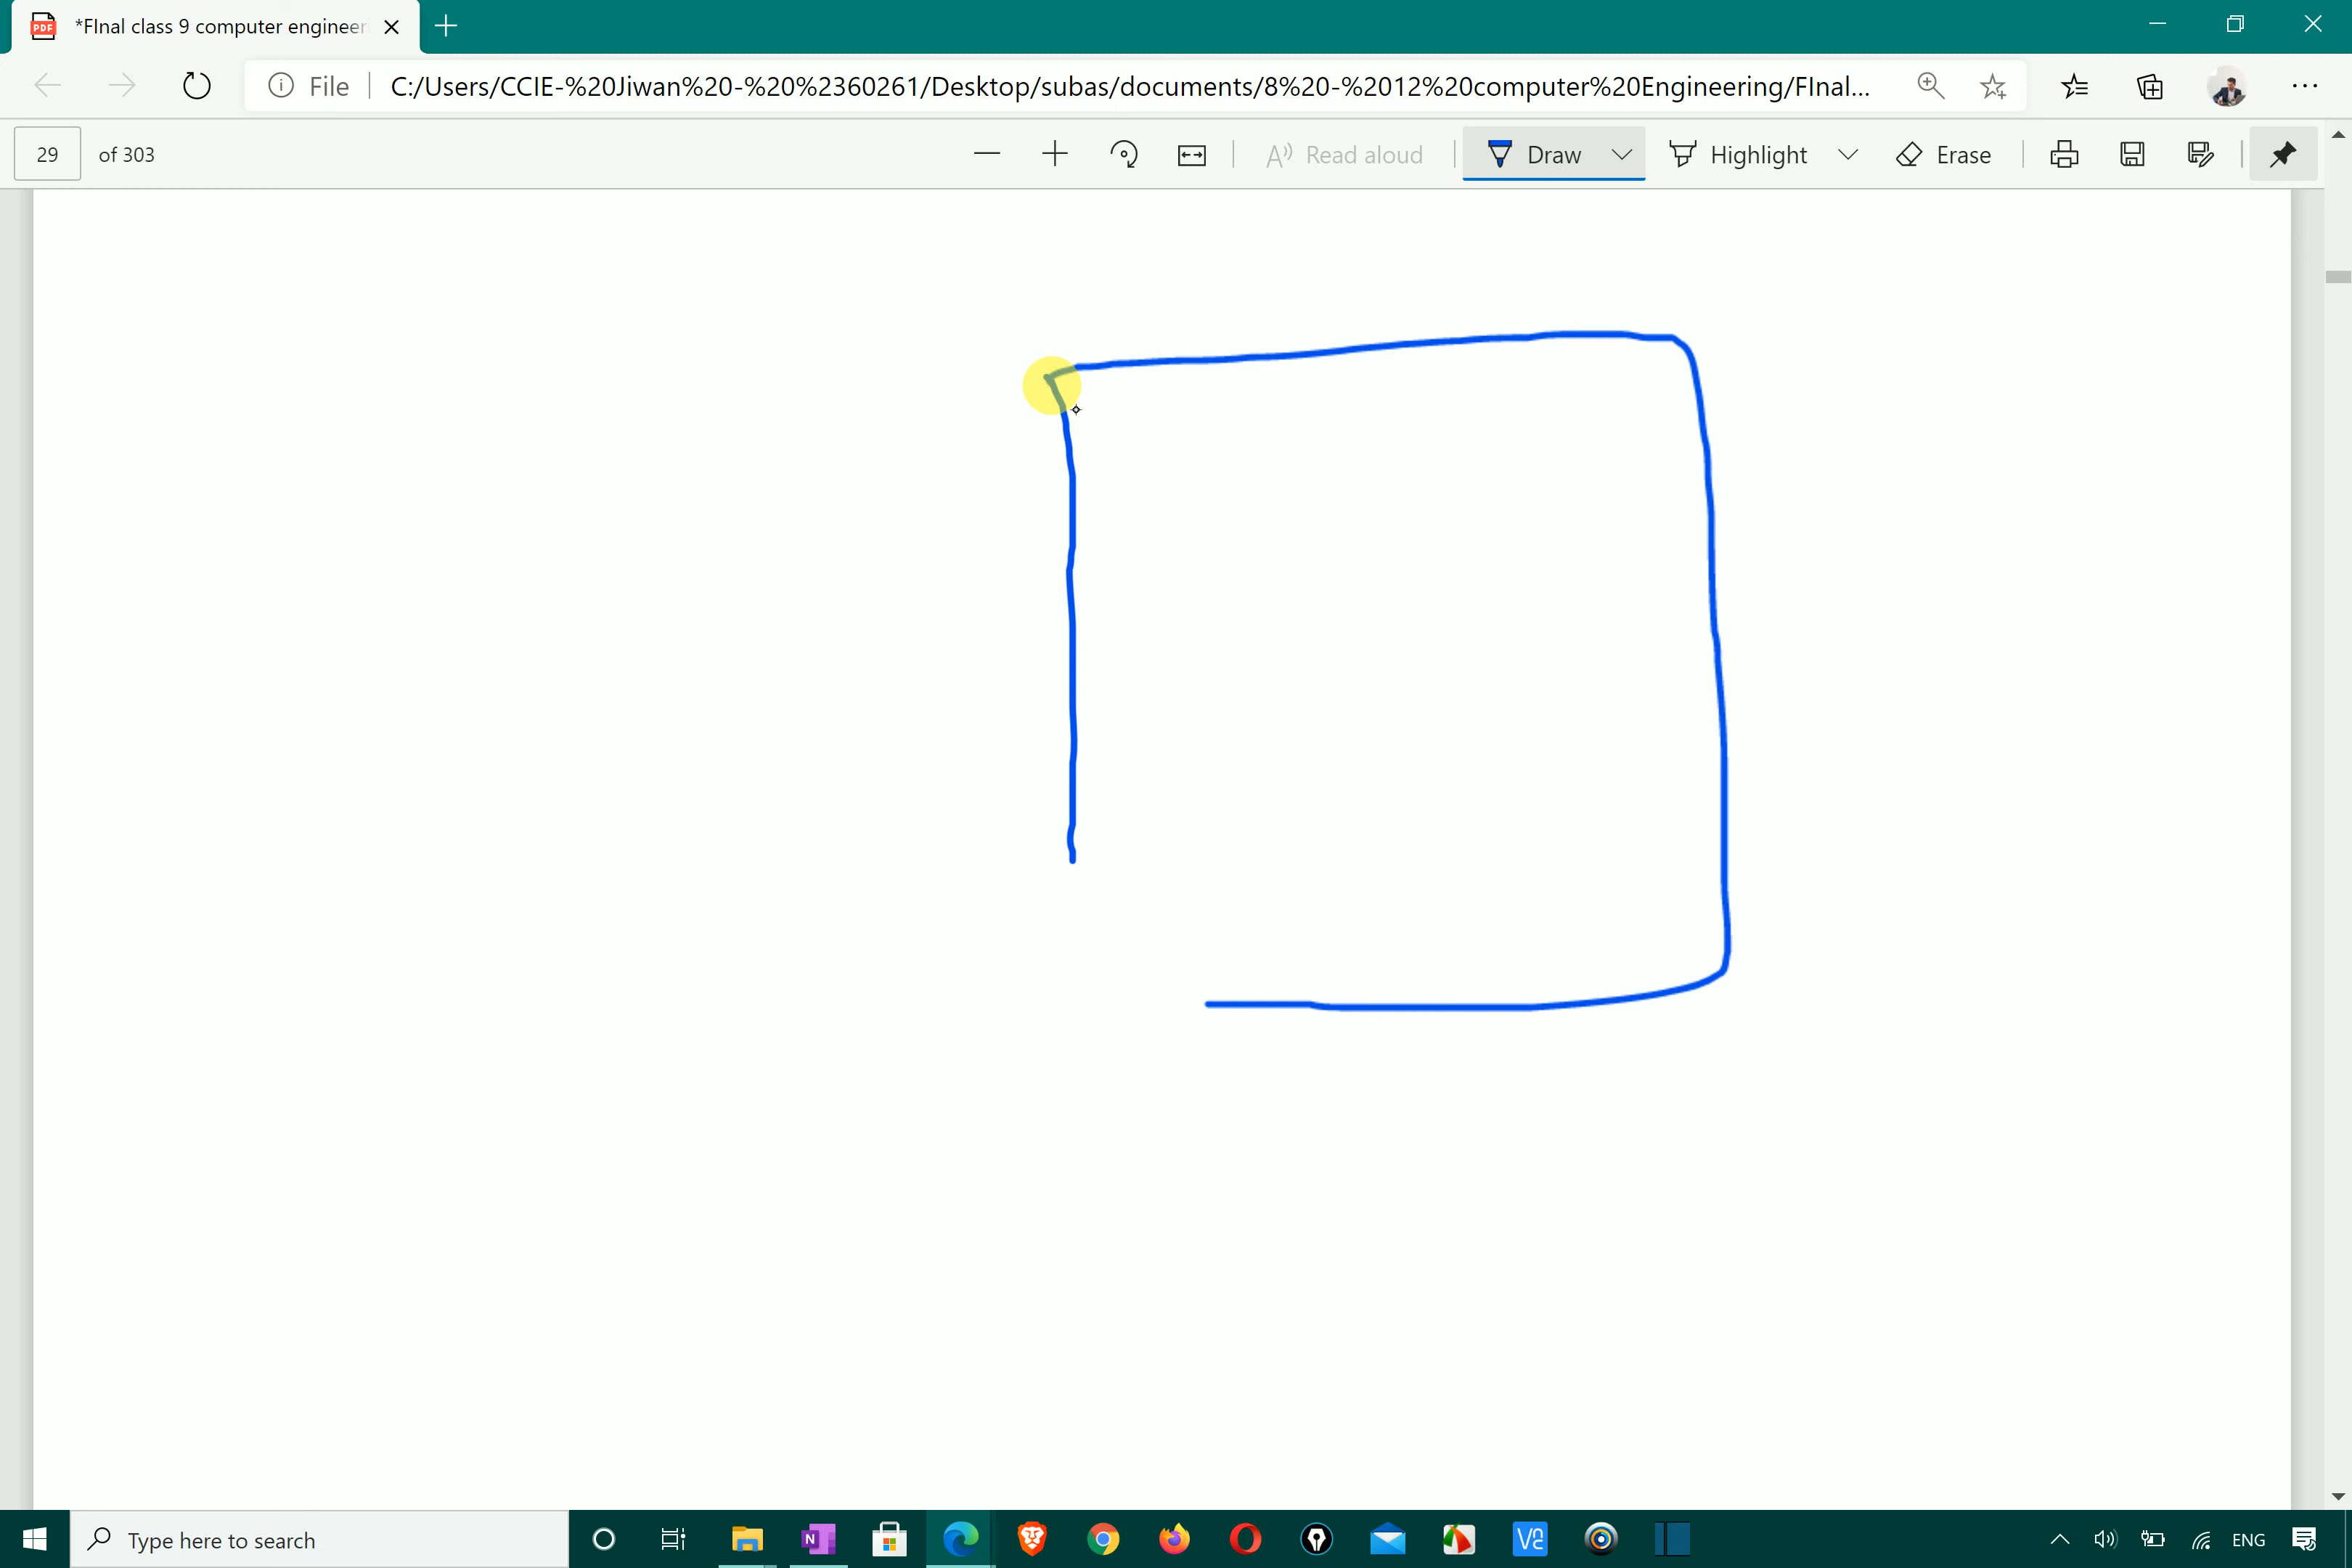 *FInal class 9 computer engineer
File
C:/Users/CCIE-%20Jiwan%20-%20%2360261/Desktop/subas/documents/8%20-%2012%20computer%20Engineering/FInal...
29 of 303
Read aloud
Draw
Highlight
Erase
Type here to search
ENG